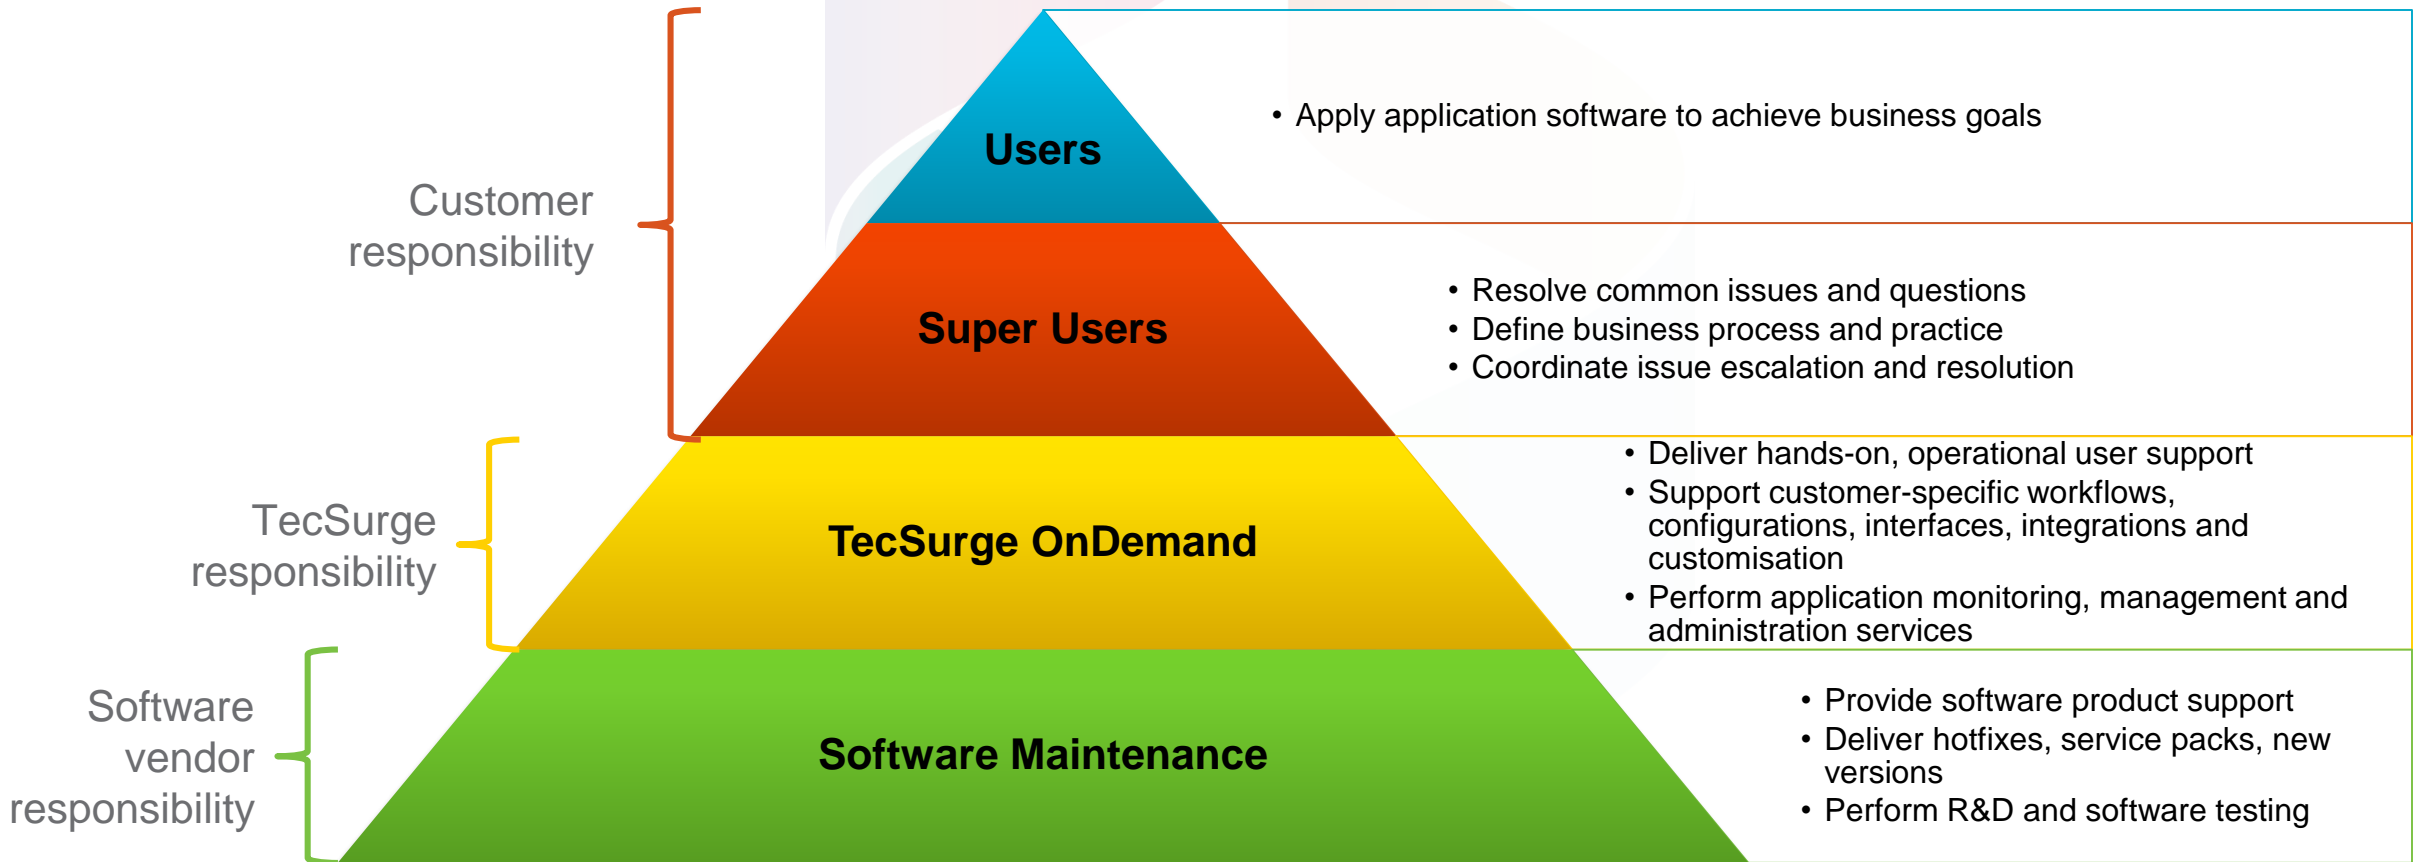 Customer
responsibility
Users
• Apply application software to achieve business goals
Super Users
• Resolve common issues and questions
• Define business process and practice
• Coordinate issue escalation and resolution
TecSurge
responsibility
TecSurge OnDemand
• Deliver hands-on, operational user support
• Support customer-specific workflows,
configurations, interfaces, integrations and
customisation
• Perform application monitoring, management and
administration services
Software
vendor
responsibility
Software Maintenance
• Provide software product support
• Deliver hotfixes, service packs, new
versions
• Perform R&D and software testing